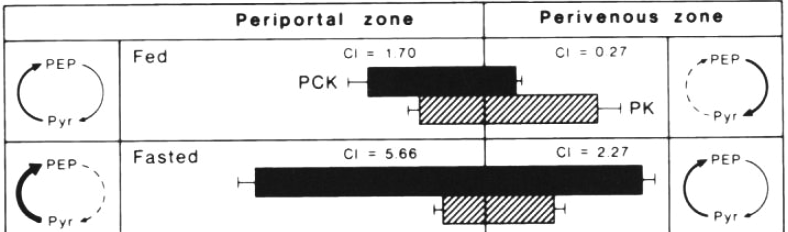 Periportal zone Perivenous zone
Fed CI = 1.70 CI = 0.27
PEP PEP
PCK
PK
Pyr Pyr
Fasted CI = 5.66 CI = 2.27
PEP PEP
Pyr Pyr